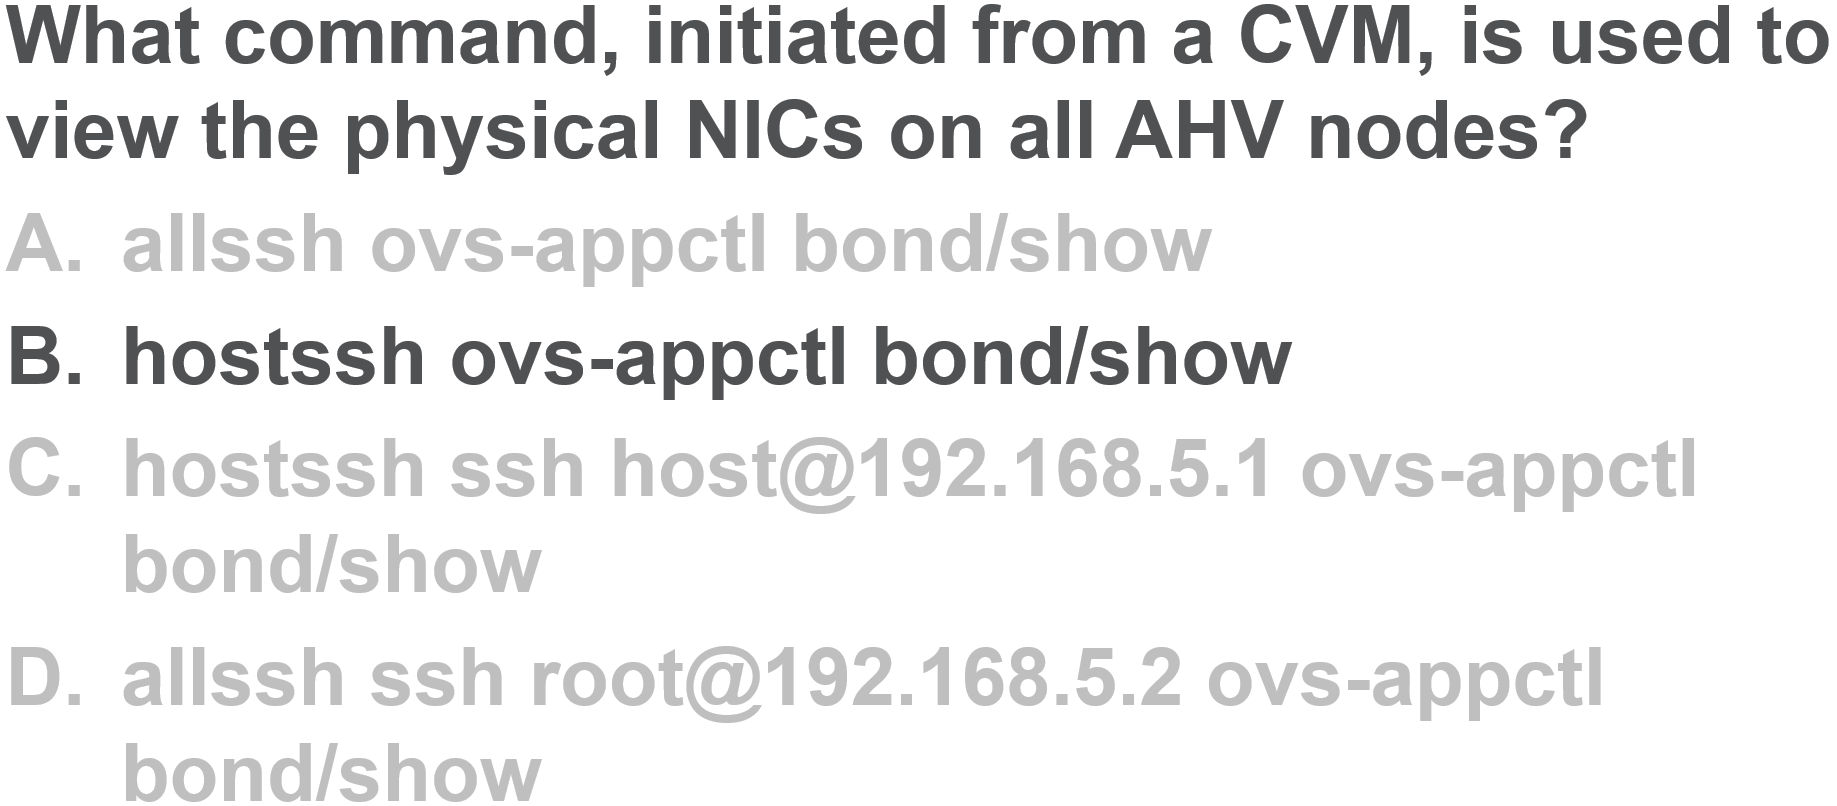 What command, initiated from a CVM, is used to
view the physical NICs on all AHV nodes?
A. allssh ovs-appctl bond/show
B. hostssh ovs-appctl bond/show
C. hostssh ssh host@192.168.5.1 ovs-appctl
bond/show
D. allssh ssh root@192.168.5.2 ovs-appctl
bond/show